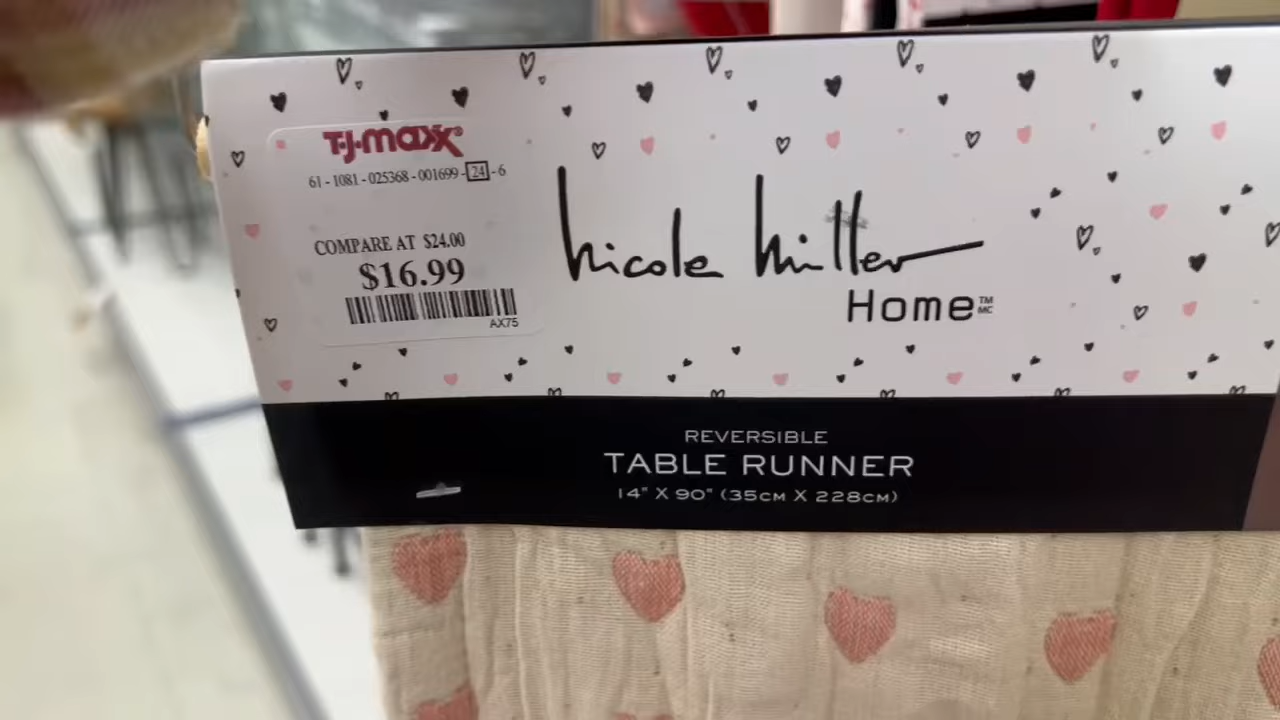 T·J·maxx®
61 - 1081 - 025368 - 001699 - 24 - 6
COMPARE AT $24.00
$16.99
AX75
nicole miller
Home™
MC
REVERSIBLE
TABLE RUNNER
14" X 90" (35CM X 228CM)